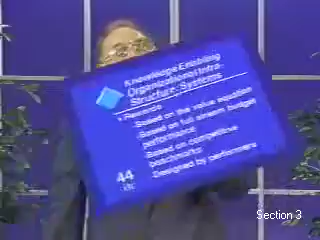 Knowledge Enabling
Organizational Infra-
Structure: Systems
• Rewards
- Based on the value equation
- Based on full stream budget
performance
- Based on competitive
benchmarks
- Designed by performers
44
Section 3